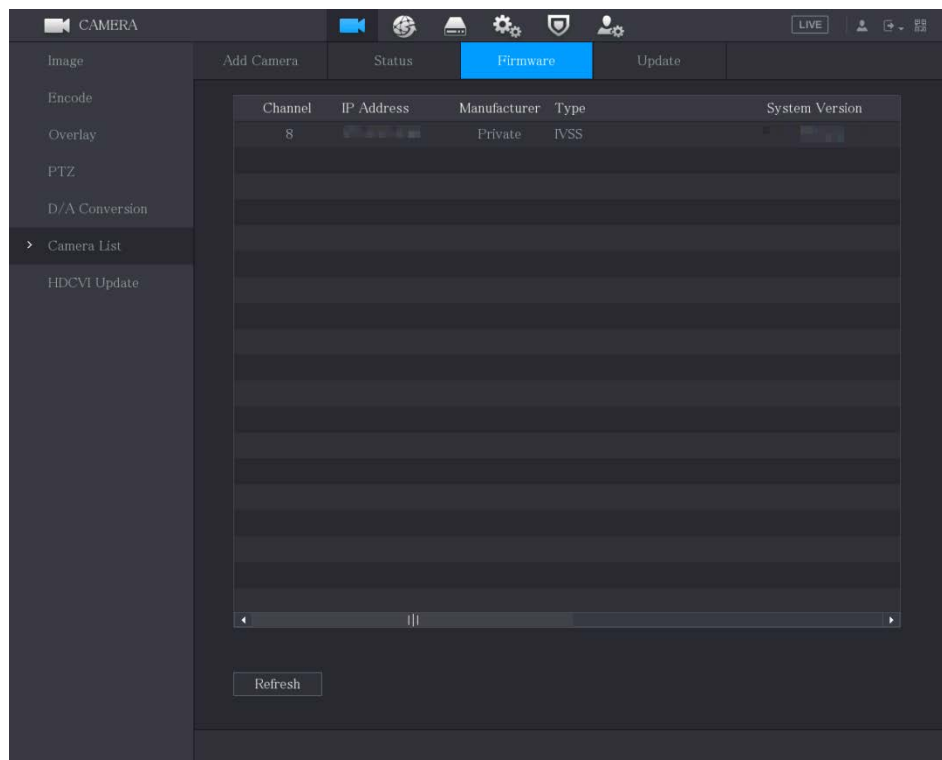 CAMERA
LIVE
Image
Encode
Overlay
PTZ
D/A Conversion
Camera List
HDCVI Update
Add Camera Status Firmware Update
Channel IP Address Manufacturer Type System Version
8 Private IVSS
Refresh